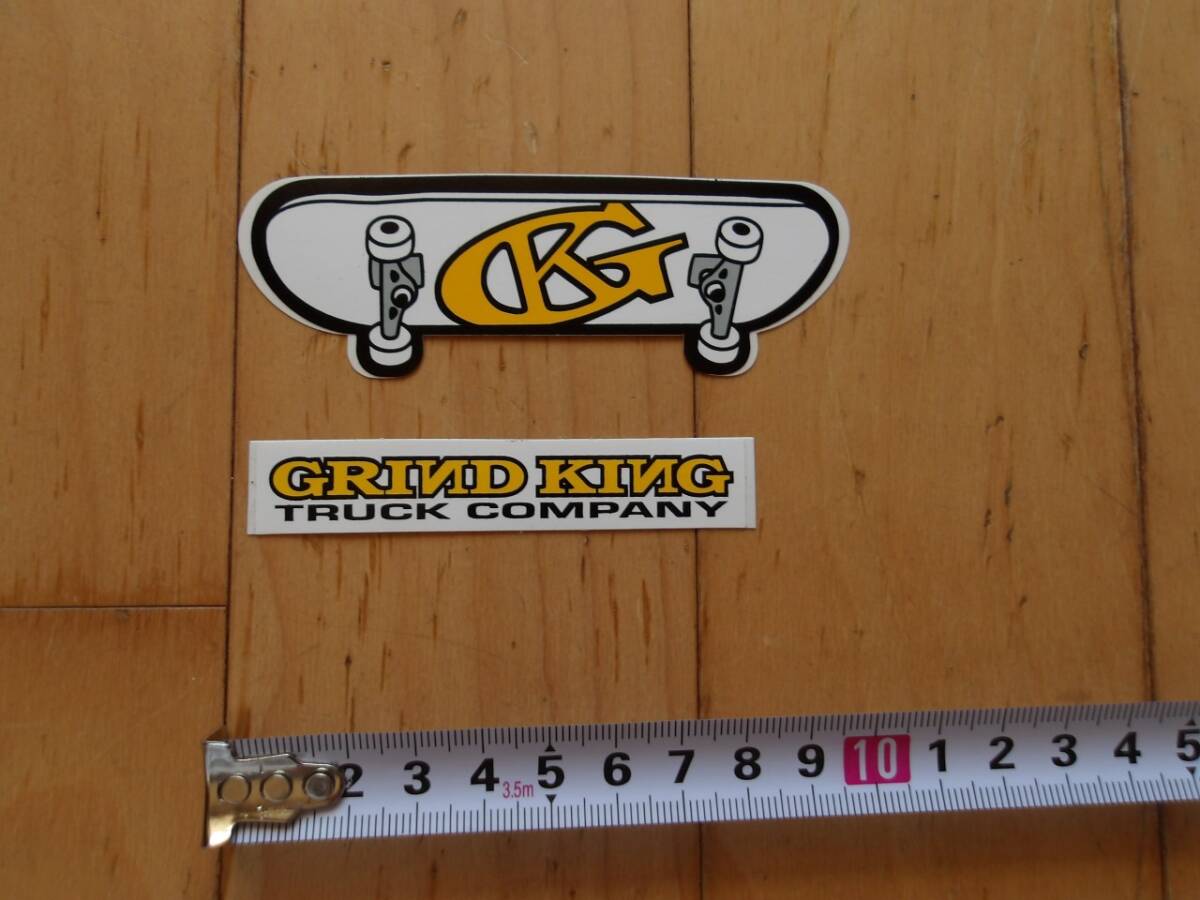 GK
GRIND KING
TRUCK COMPANY
2 3 4 3.5m 5 6 7 8 9 10 1 2 3 4 5